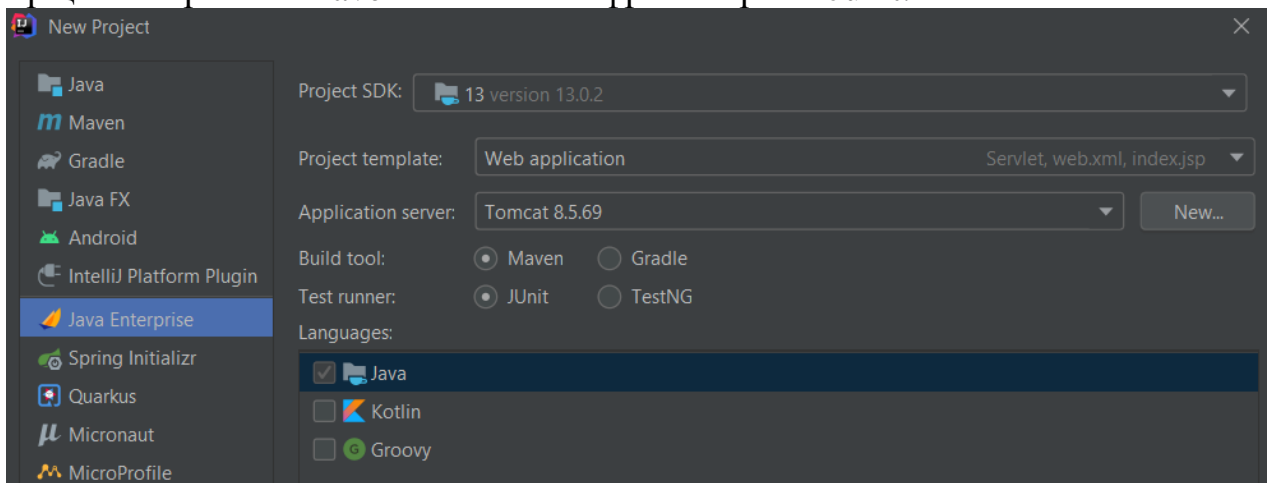 New Project
Java
Maven
Gradle
Java FX
Android
IntelliJ Platform Plugin
Java Enterprise
Spring Initializr
Quarkus
Micronaut
MicroProfile
Project SDK: 13 version 13.0.2
Project template: Web application Servlet, web.xml, index.jsp
Application server: Tomcat 8.5.69 New...
Build tool: Maven Gradle
Test runner: JUnit TestNG
Languages:
Java
Kotlin
Groovy